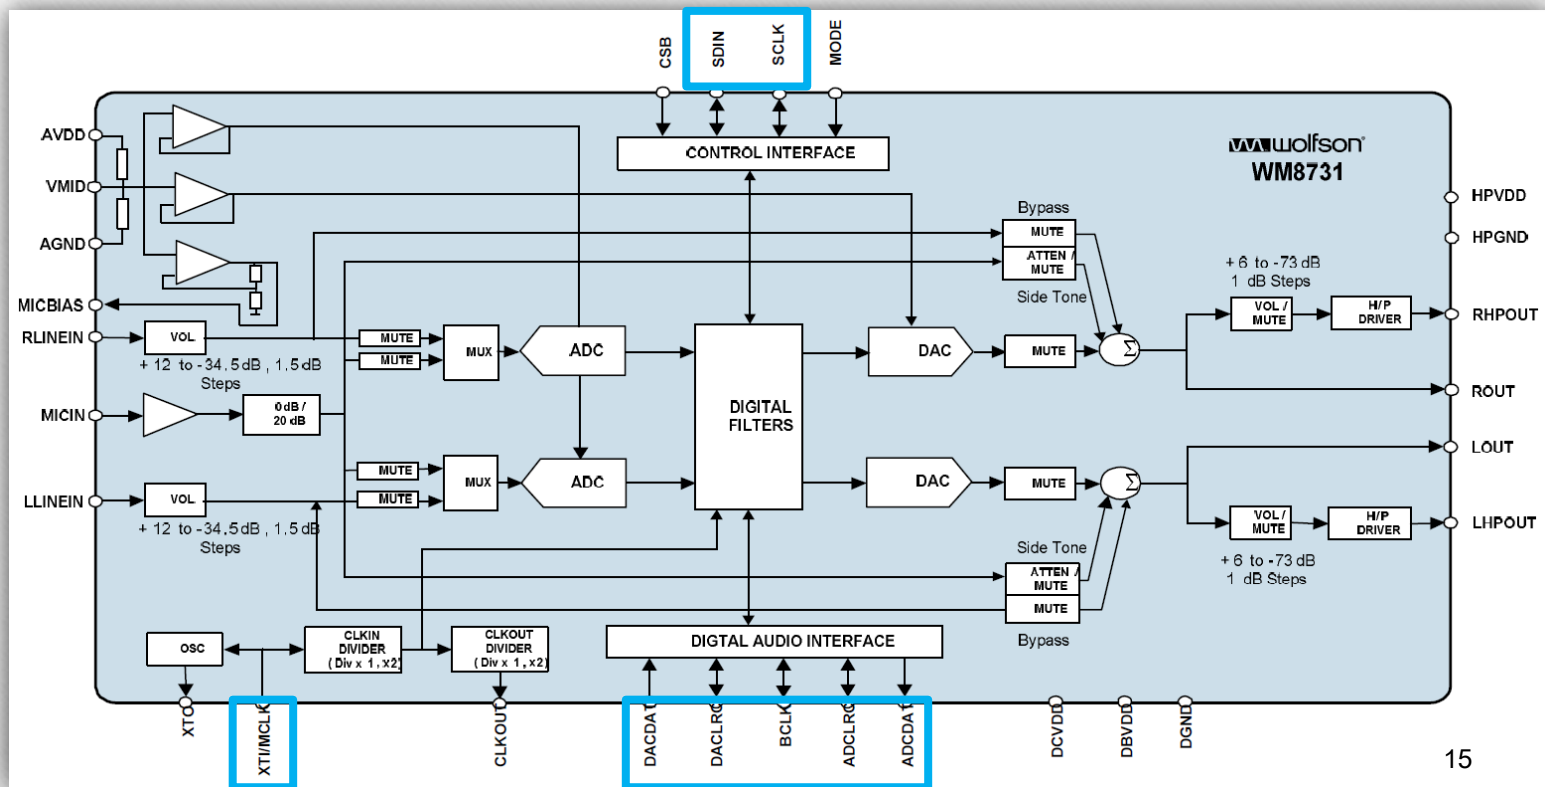 CSB
SDIN
SCLK
MODE
AVDD
VMID
AGND
MICBIAS
RLINEIN
MICIN
LLINEIN
CONTROL INTERFACE
wolfson
WM8731
HPVDD
HPGND
RHPOUT
ROUT
LOUT
LHPOUT
Bypass
MUTE
ATTEN /
MUTE
Side Tone
+ 6 to -73 dB
1 dB Steps
VOL /
MUTE
H/P
DRIVER
VOL
MUTE
MUTE
MUX
ADC
DAC
MUTE
Σ
+ 12 to -34.5 dB , 1.5 dB
Steps
0 dB /
20 dB
DIGITAL
FILTERS
MUTE
MUTE
MUX
ADC
DAC
MUTE
Σ
VOL
+ 12 to -34.5 dB , 1.5 dB
Steps
VOL /
MUTE
H/P
DRIVER
+ 6 to -73 dB
1 dB Steps
Side Tone
ATTEN /
MUTE
MUTE
Bypass
OSC
CLKIN
DIVIDER
( Div x 1 , x2)
CLKOUT
DIVIDER
( Div x 1 , x2)
DIGTAL AUDIO INTERFACE
XTO
XTI/MCLK
CLKOUT
DACDAT
DACLRC
BCLK
ADCLRC
ADCDAT
DCVDD
DBVDD
DGND
15